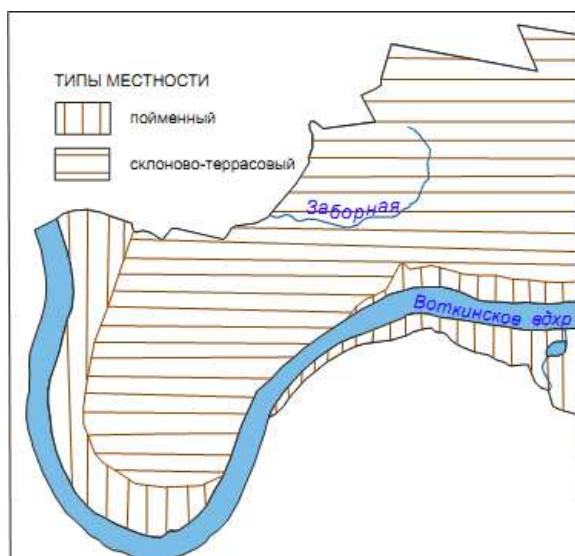 ТИПЫ МЕСТНОСТИ
пойменный
склоново-террасовый
Заборная
Воткинское вдхр